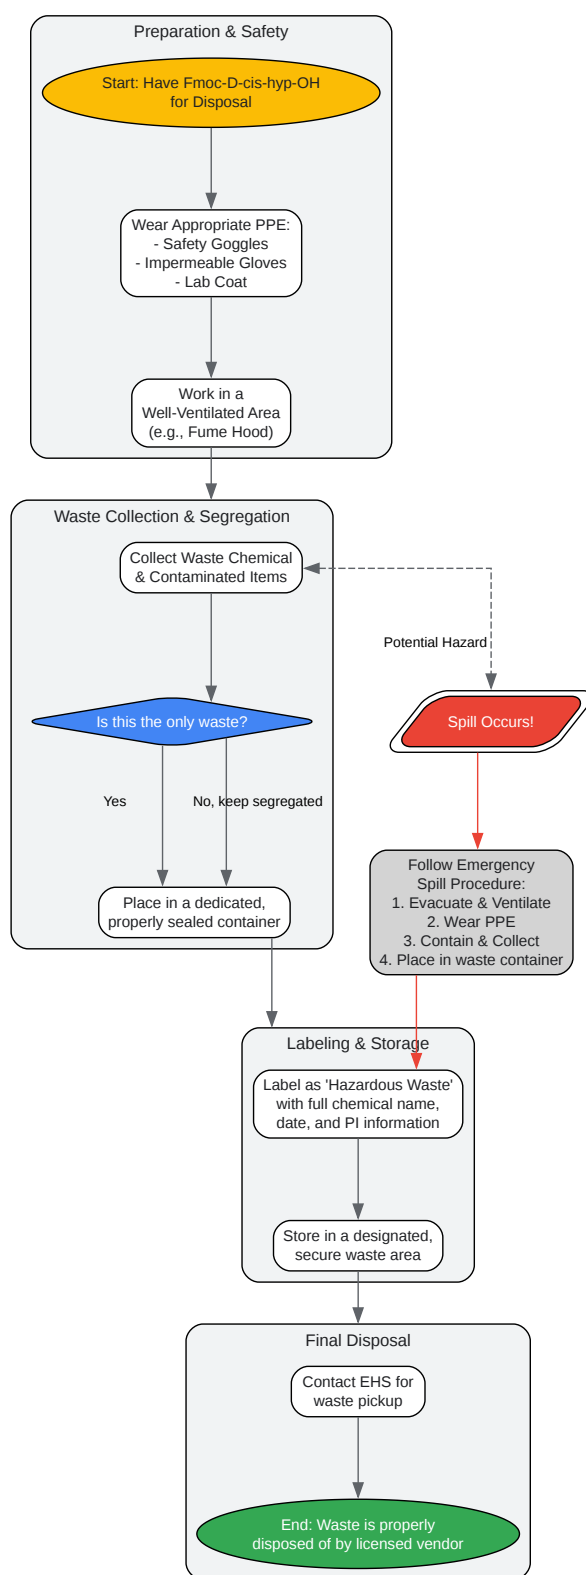 Preparation & Safety
Start: Have Fmoc-D-cis-hyp-OH
for Disposal
Wear Appropriate PPE:
- Safety Goggles
- Impermeable Gloves
- Lab Coat
Work in a
Well-Ventilated Area
(e.g., Fume Hood)
Waste Collection & Segregation
Collect Waste Chemical
& Contaminated Items
Potential Hazard
Is this the only waste?
Spill Occurs!
Yes
No, keep segregated
Follow Emergency
Spill Procedure:
1. Evacuate & Ventilate
2. Wear PPE
3. Contain & Collect
4. Place in waste container
Place in a dedicated,
properly sealed container
Labeling & Storage
Label as 'Hazardous Waste'
with full chemical name,
date, and PI information
Store in a designated,
secure waste area
Final Disposal
Contact EHS for
waste pickup
End: Waste is properly
disposed of by licensed vendor